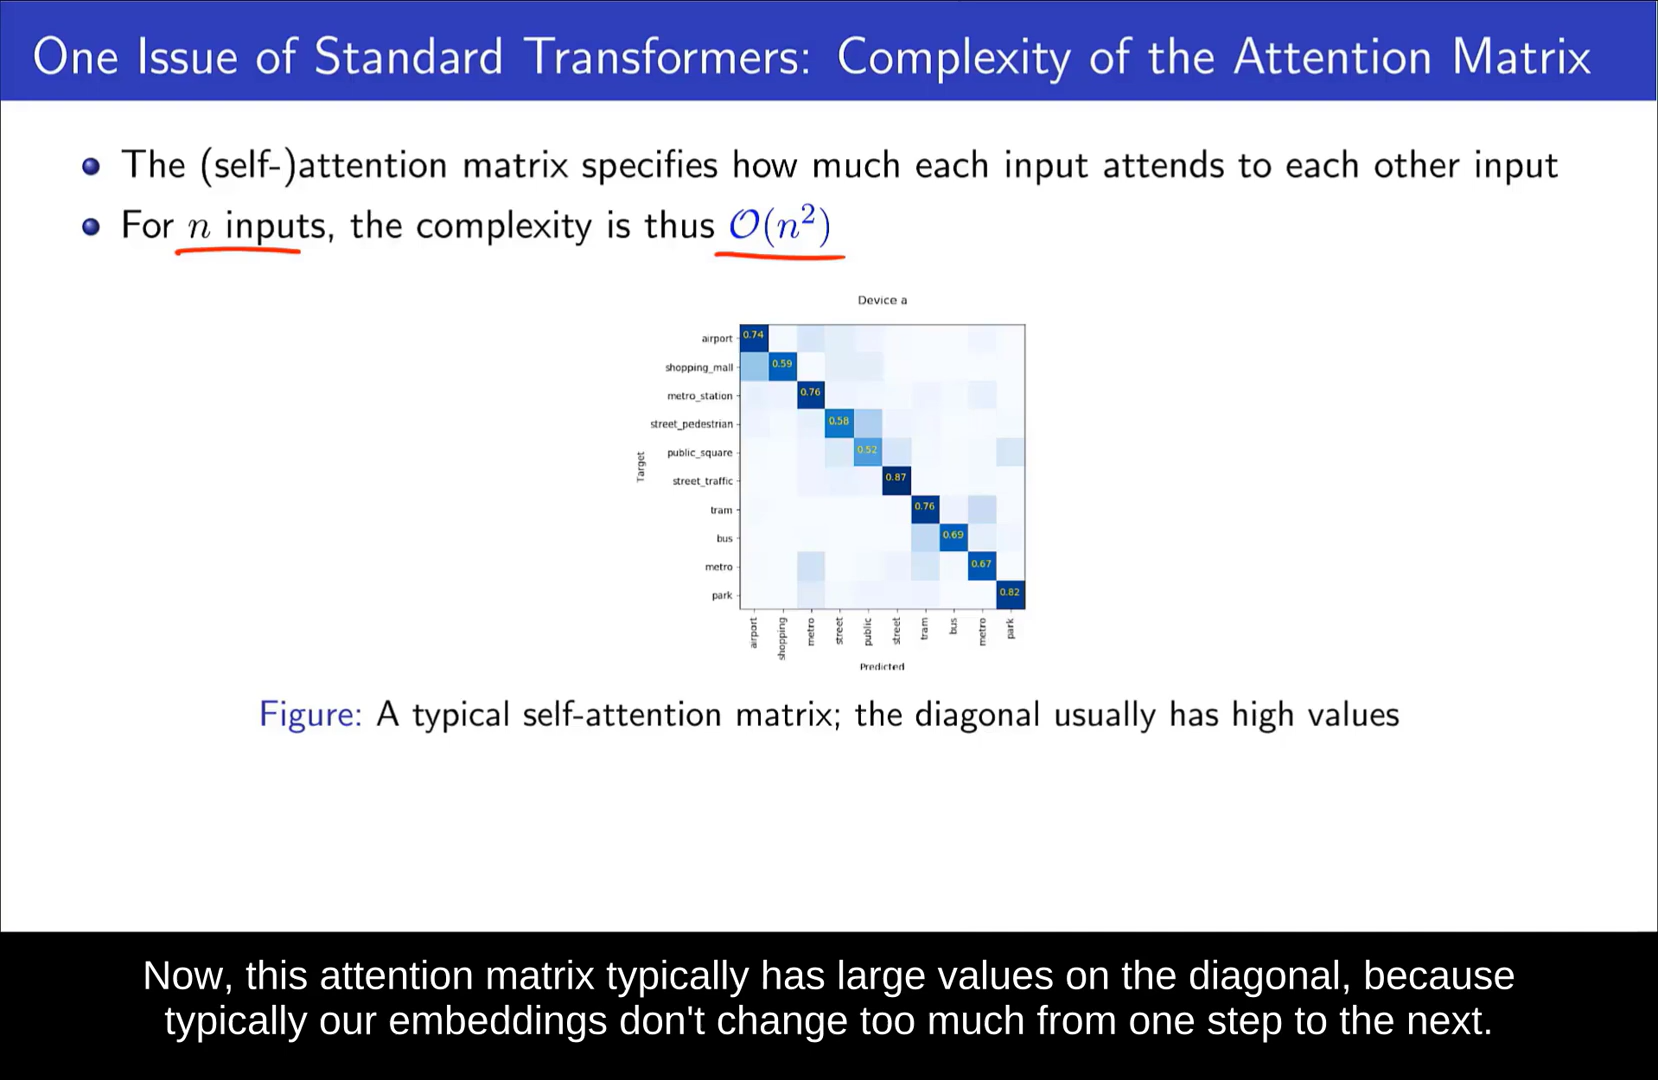 One Issue of Standard Transformers: Complexity of the Attention Matrix
The (self-)attention matrix specifies how much each input attends to each other input
For n inputs, the complexity is thus O(n²)
Device a
airport
shopping_mall
metro_station
street_pedestrian
public_square
street_traffic
tram
bus
metro
park
Target
0.74
0.59
0.76
0.58
0.52
0.87
0.76
0.69
0.67
0.82
airport
shopping
metro
street
public
street
tram
bus
metro
park
Predicted
Figure: A typical self-attention matrix; the diagonal usually has high values
Now, this attention matrix typically has large values on the diagonal, because
typically our embeddings don't change too much from one step to the next.